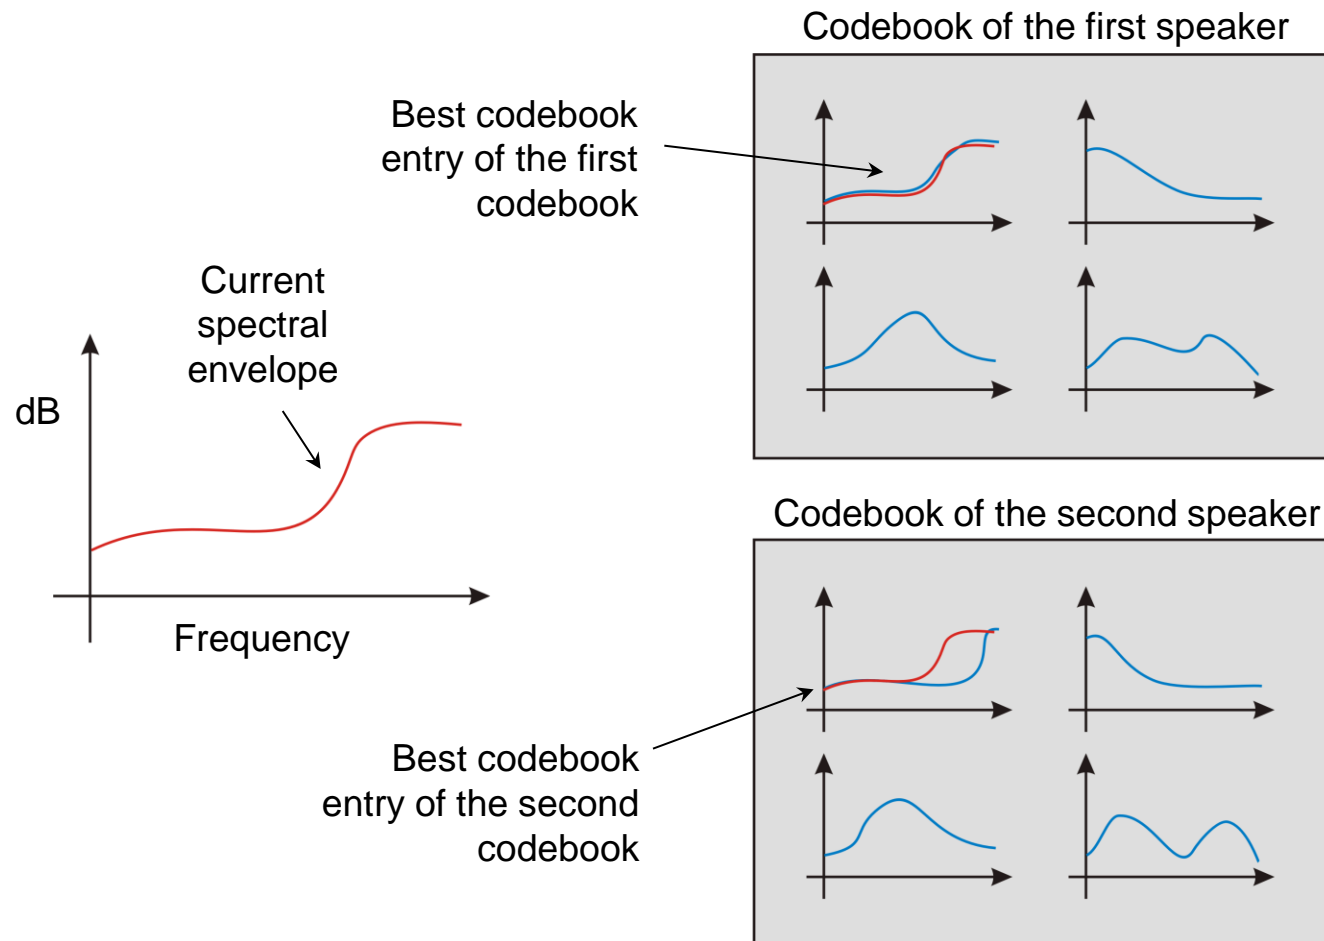 Codebook of the first speaker
Best codebook
entry of the first
codebook
Current
spectral
envelope
dB
Frequency
Codebook of the second speaker
Best codebook
entry of the second
codebook